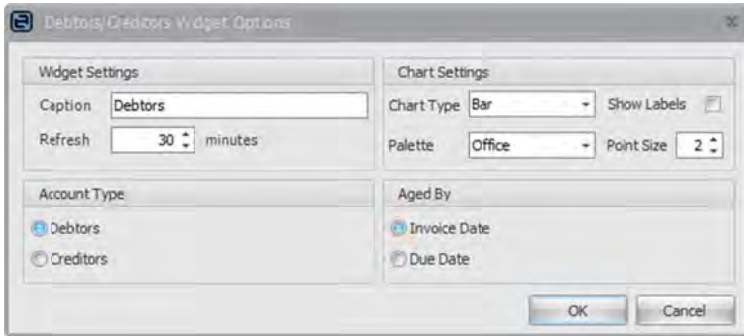 Debtors/Creditors Widget Options
Widget Settings
Caption Debtors
Refresh 30 minutes
Chart Settings
Chart Type Bar Show Labels
Palette Office Point Size 2
Account Type
Debtors
Creditors
Aged By
Invoice Date
Due Date
OK Cancel